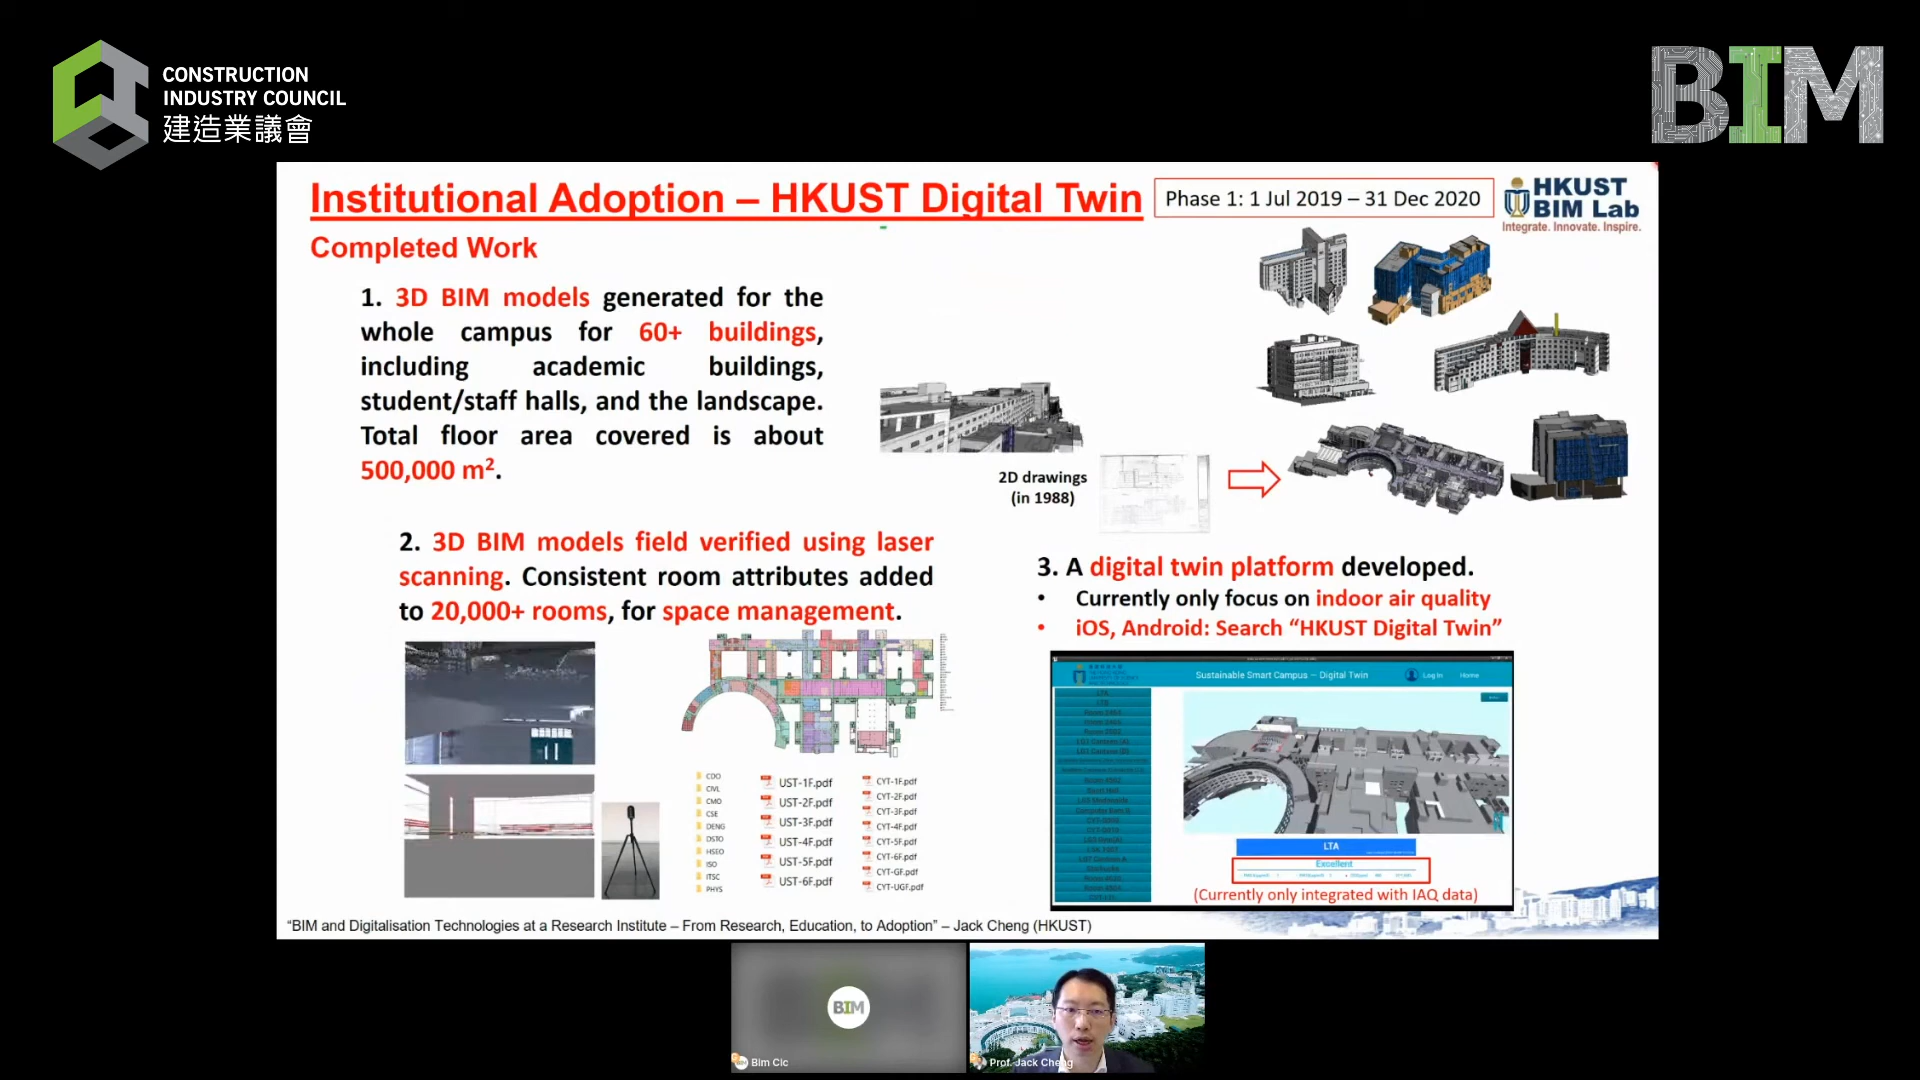 CONSTRUCTION
INDUSTRY COUNCIL
建造業議會
BIM
Institutional Adoption – HKUST Digital Twin
Phase 1: 1 Jul 2019 – 31 Dec 2020
HKUST
BIM Lab
Integrate. Innovate. Inspire.
Completed Work
1. 3D BIM models generated for the
whole campus for 60+ buildings,
including academic buildings,
student/staff halls, and the landscape.
Total floor area covered is about
500,000 m².
2D drawings
(in 1988)
2. 3D BIM models field verified using laser
scanning. Consistent room attributes added
to 20,000+ rooms, for space management.
3. A digital twin platform developed.
• Currently only focus on indoor air quality
• iOS, Android: Search “HKUST Digital Twin”
CDO
CIVL
CMO
CSE
DENG
DSTO
HSEO
ISO
ITSC
PHYS
UST-1F.pdf
UST-2F.pdf
UST-3F.pdf
UST-4F.pdf
UST-5F.pdf
UST-6F.pdf
CYT-1F.pdf
CYT-2F.pdf
CYT-3F.pdf
CYT-4F.pdf
CYT-5F.pdf
CYT-6F.pdf
CYT-GF.pdf
CYT-UGF.pdf
Sustainable Smart Campus – Digital Twin
Log In
Home
LTA
Excellent
(Currently only integrated with IAQ data)
“BIM and Digitalisation Technologies at a Research Institute – From Research, Education, to Adoption” – Jack Cheng (HKUST)
BIM
Bim Cic
Prof. Jack Cheng